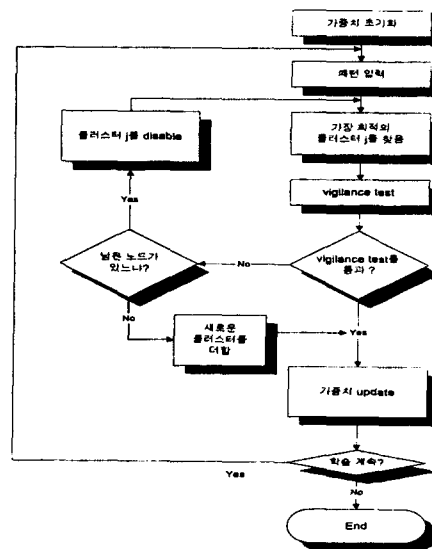 가중치 초기화
패턴 입력
가장 최적의
클러스터 j를 찾음
클러스터 j를 disable
vigilance test
Yes
남은 노드가
있느냐?
No
vigilance test를
통과 ?
No
새로운
클러스터를
더함
Yes
가중치 update
학습 계속?
Yes
No
End